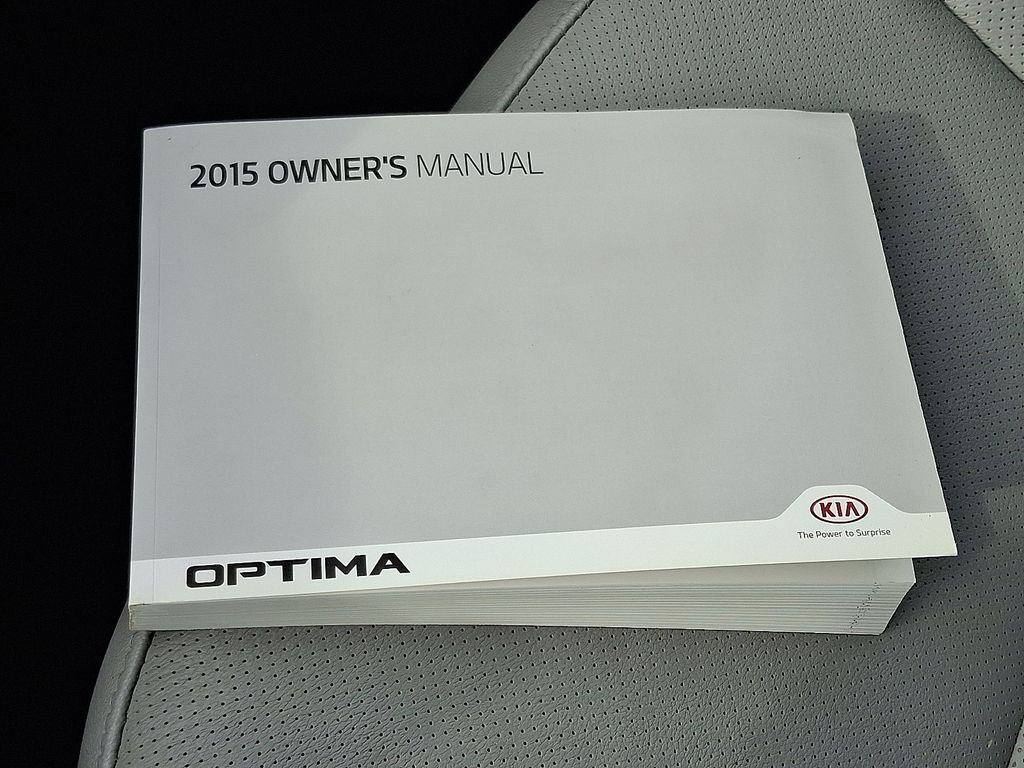 2015 OWNER'S MANUAL
KIA
The Power to Surprise
OPTIMA